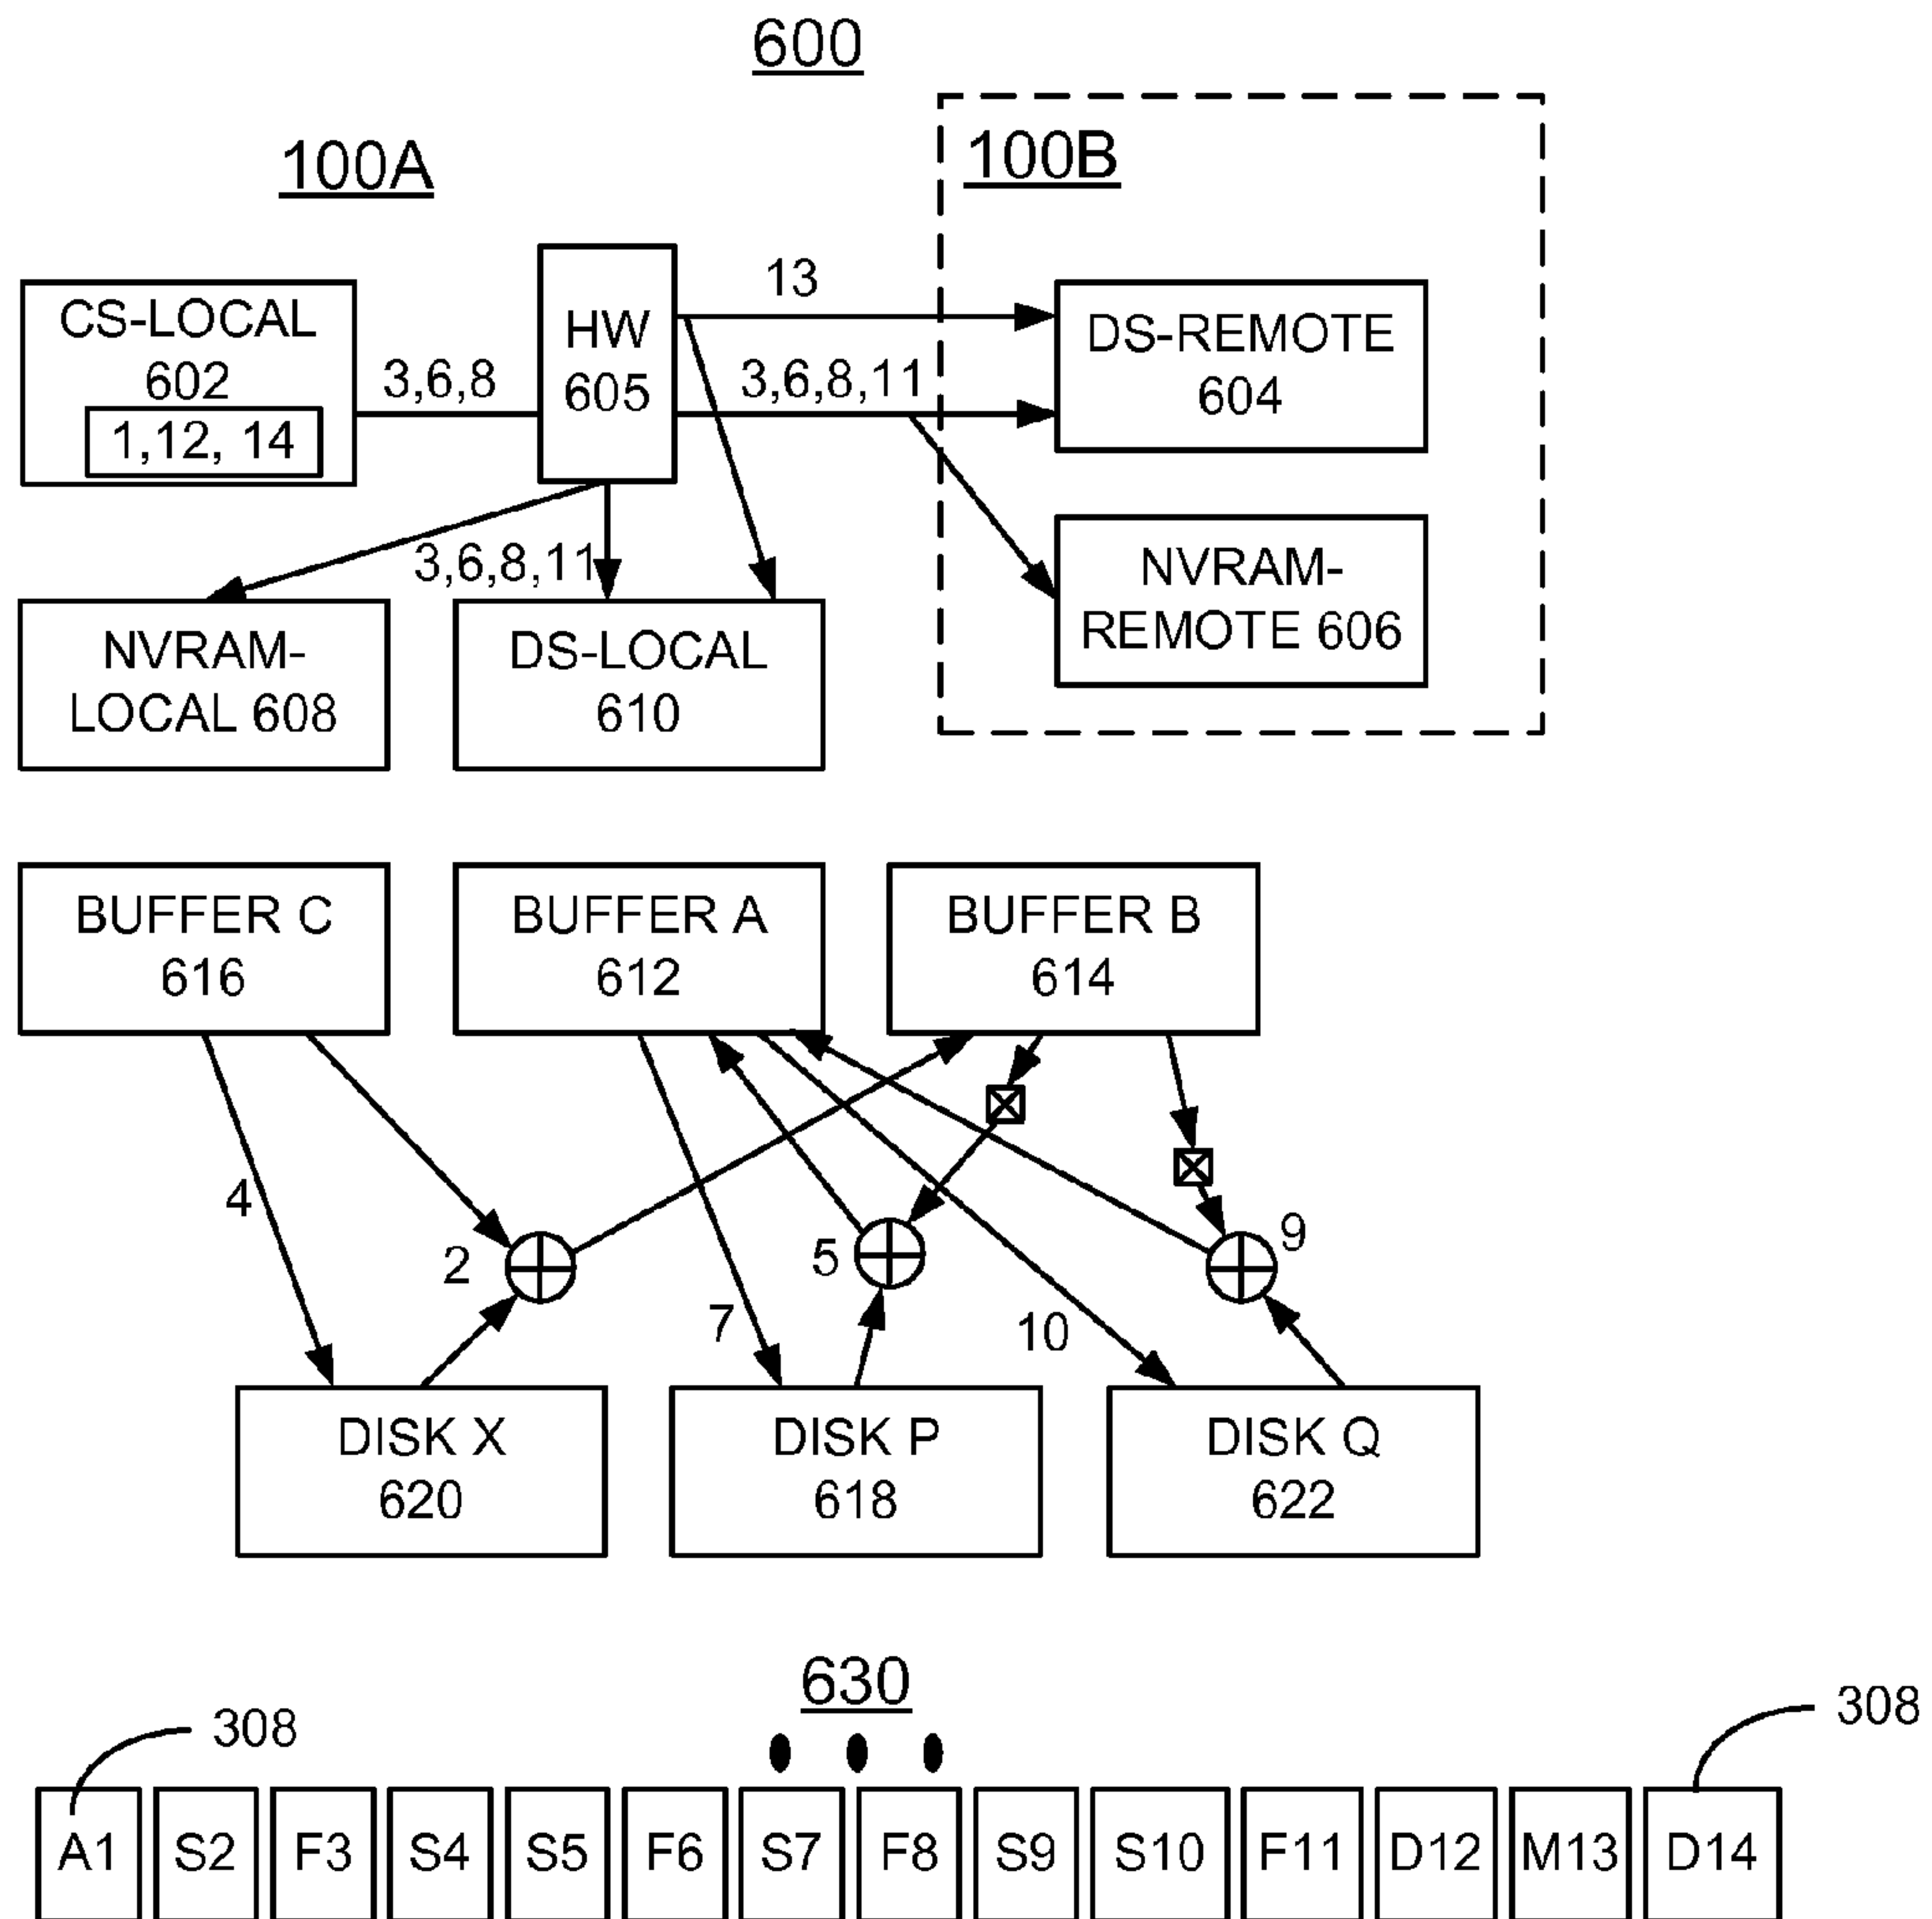 600
100A
100B
CS-LOCAL
602
1,12, 14
3,6,8
HW
605
13
3,6,8,11
DS-REMOTE
604
3,6,8,11
NVRAM-
LOCAL 608
DS-LOCAL
610
NVRAM-
REMOTE 606
BUFFER C
616
BUFFER A
612
BUFFER B
614
4
2
5
9
7
10
DISK X
620
DISK P
618
DISK Q
622
630
308
308
A1
S2
F3
S4
S5
F6
S7
F8
S9
S10
F11
D12
M13
D14